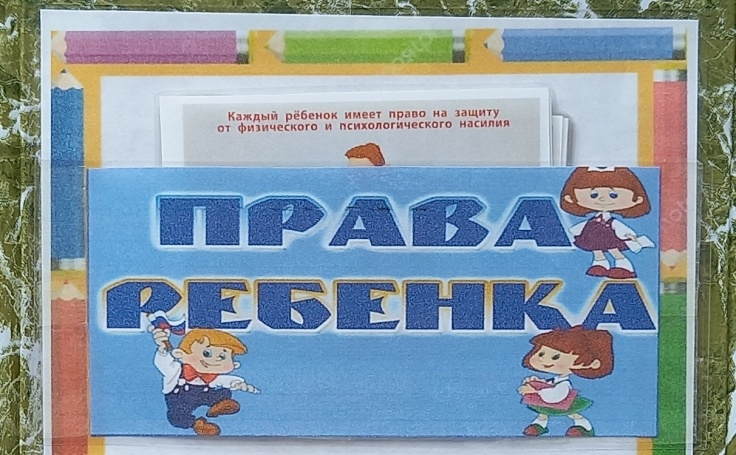 Каждый рёбенок имеет право на защиту
от физического и психологического насилия
ПРАВА
РЕБЕНКА